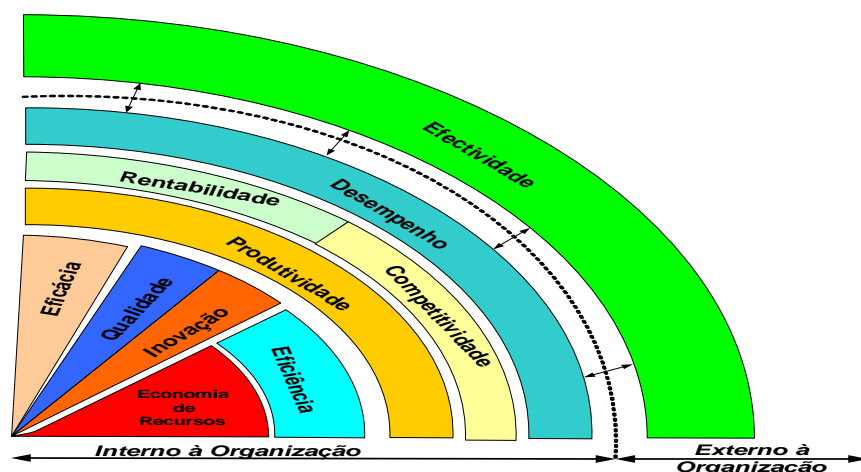 Efectividade
Desempenho
Rentabilidade
Competitividade
Produtividade
Eficácia
Qualidade
Inovação
Eficiência
Economia
de
Recursos
Interno à Organização
Externo à
Organização